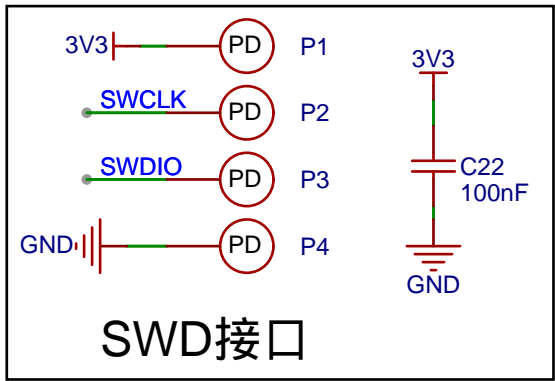 3V3 PD P1
SWCLK PD P2
SWDIO PD P3
GND PD P4
3V3
C22
100nF
GND
SWD接口